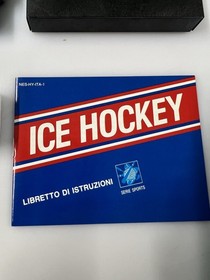 NES-HY-ITA-1
ICE HOCKEY
LIBRETTO DI ISTRUZIONI
SERIE SPORTS